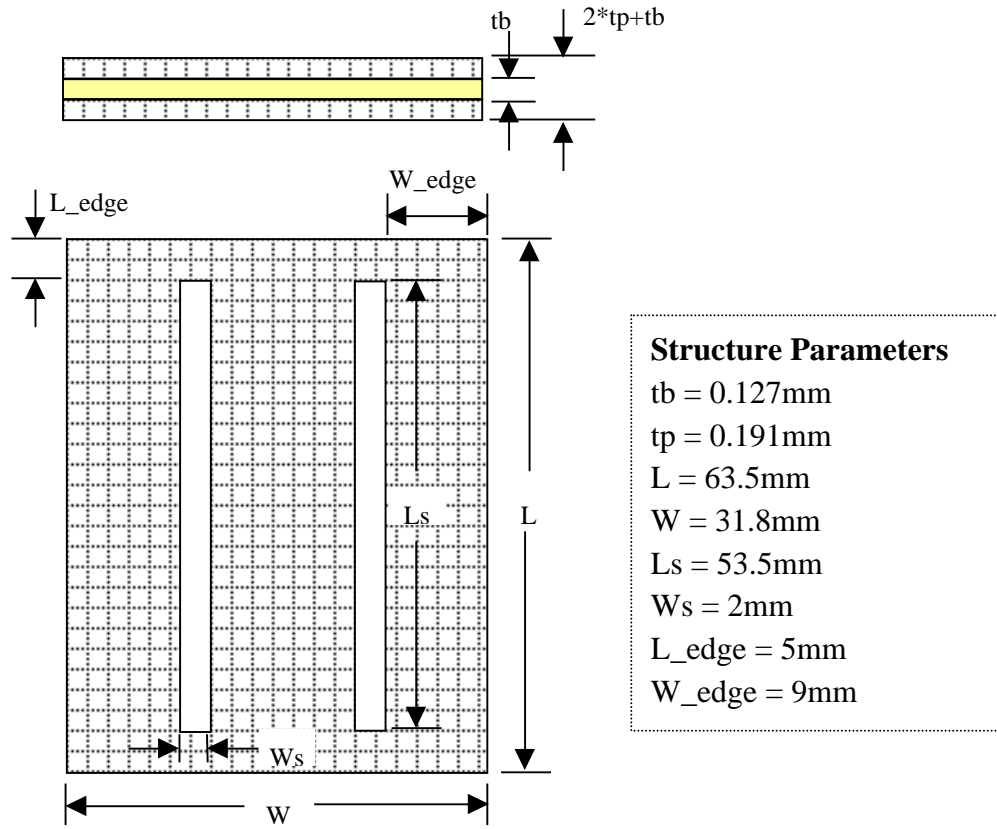 tb
2*tp+tb
W_edge
L_edge
Ls
L
Ws
W
Structure Parameters
tb = 0.127mm
tp = 0.191mm
L = 63.5mm
W = 31.8mm
Ls = 53.5mm
Ws = 2mm
L_edge = 5mm
W_edge = 9mm